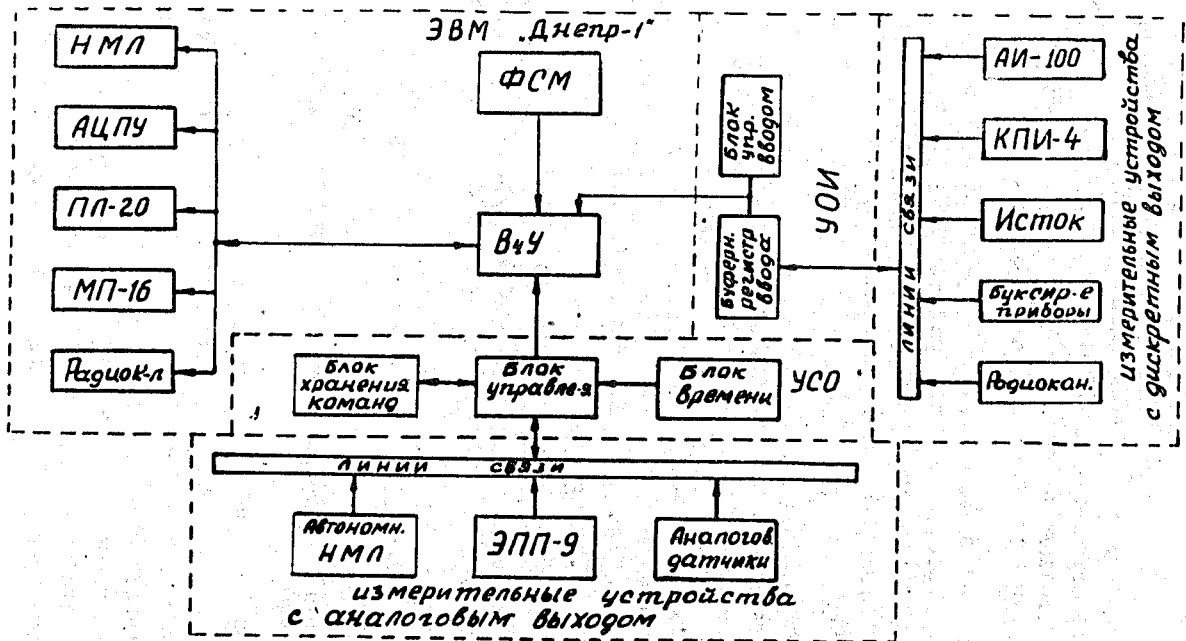 ЭВМ „Днепр-1"
НМЛ
АЦПУ
ПЛ-20
МП-16
Радиок-л
ФСМ
ВчУ
Блок
упр.
вводом
Буферн.
регистр
ввода
УОИ
линии связи
АИ-100
КПИ-4
Исток
Буксир-е
приборы
Радиокан.
измерительные устройства
с дискретным выходом
Блок
хранения
команд
Блок
управле-я
Блок
времени
УСО
линии связи
Автономн.
НМЛ
ЭПП-9
Аналогов.
датчики
измерительные устройства
с аналоговым выходом